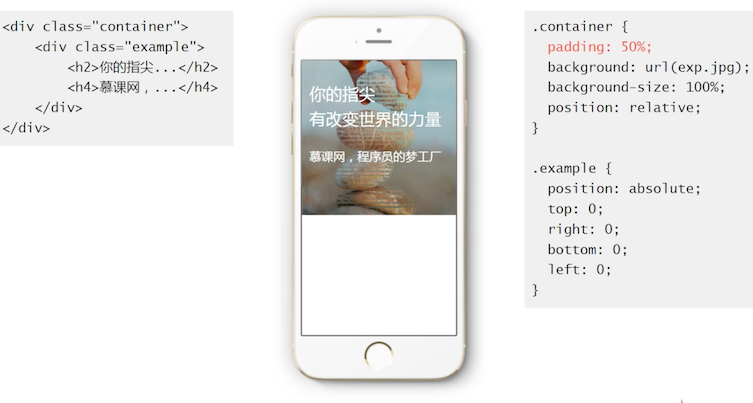 <div class="container">
    <div class="example">
        <h2>你的指尖...</h2>
        <h4>慕课网，...</h4>
    </div>
</div>
你的指尖
有改变世界的力量
慕课网，程序员的梦工厂
.container {
  padding: 50%;
  background: url(exp.jpg);
  background-size: 100%;
  position: relative;
}
.example {
  position: absolute;
  top: 0;
  right: 0;
  bottom: 0;
  left: 0;
}